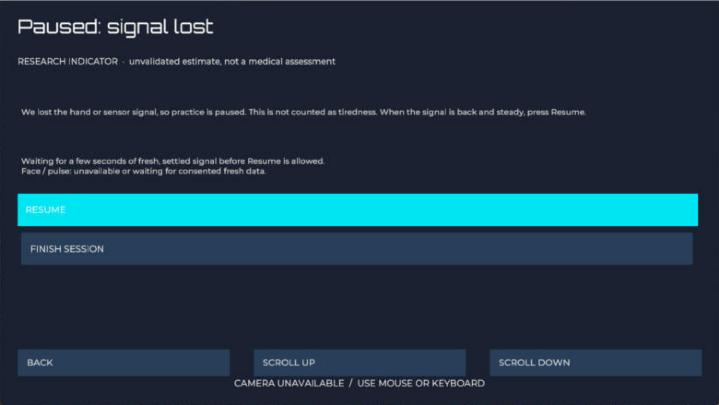 Paused: signal lost
RESEARCH INDICATOR - unvalidated estimate, not a medical assessment
We lost the hand or sensor signal, so practice is paused. This is not counted as tiredness. When the signal is back and steady, press Resume.
Waiting for a few seconds of fresh, settled signal before Resume is allowed.
Face / pulse: unavailable or waiting for consented fresh data.
RESUME
FINISH SESSION
BACK
SCROLL UP
SCROLL DOWN
CAMERA UNAVAILABLE / USE MOUSE OR KEYBOARD